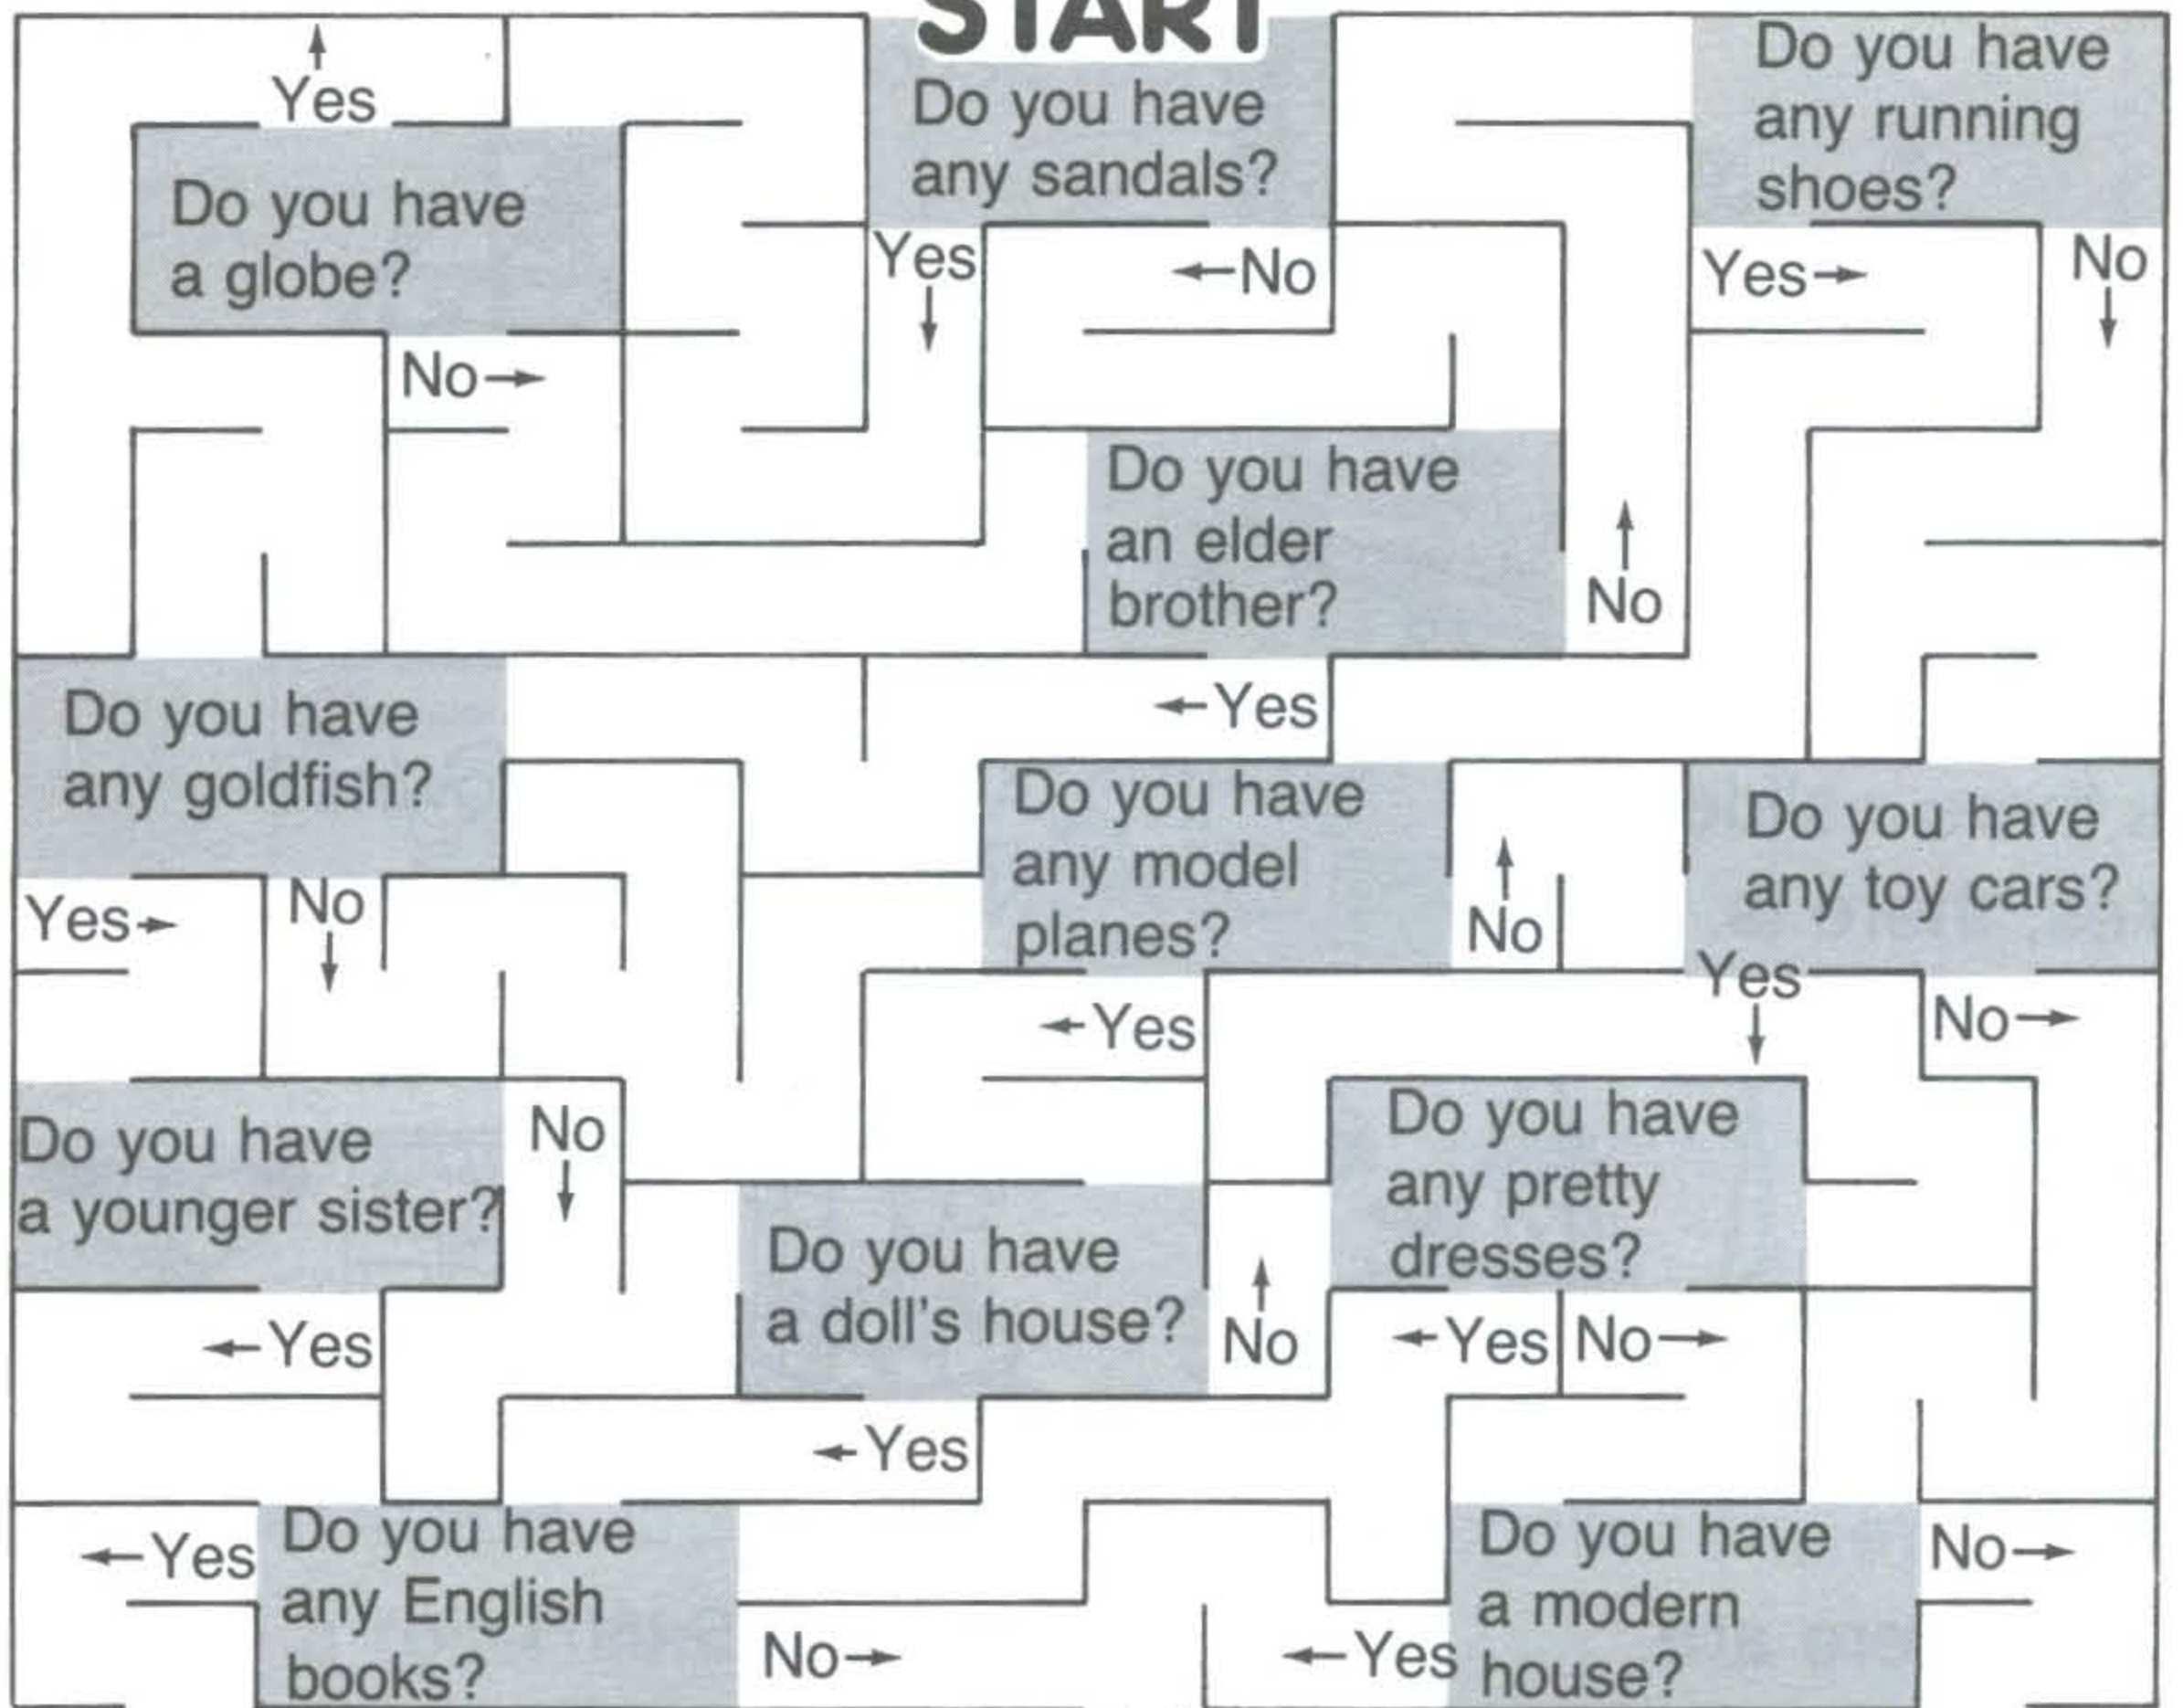 START
Yes
Do you have
any sandals?
Do you have
any running
shoes?
Do you have
a globe?
Yes
←No
Yes→
No
No→
Do you have
an elder
brother?
No
Do you have
any goldfish?
←Yes
Do you have
any model
planes?
No
Do you have
any toy cars?
Yes→
No
←Yes
Yes
No→
Do you have
a younger sister?
No
Do you have
any pretty
dresses?
Do you have
a doll's house?
No
←Yes
←Yes
No→
←Yes
←Yes
Do you have
any English
books?
No→
←Yes
Do you have
a modern
house?
No→